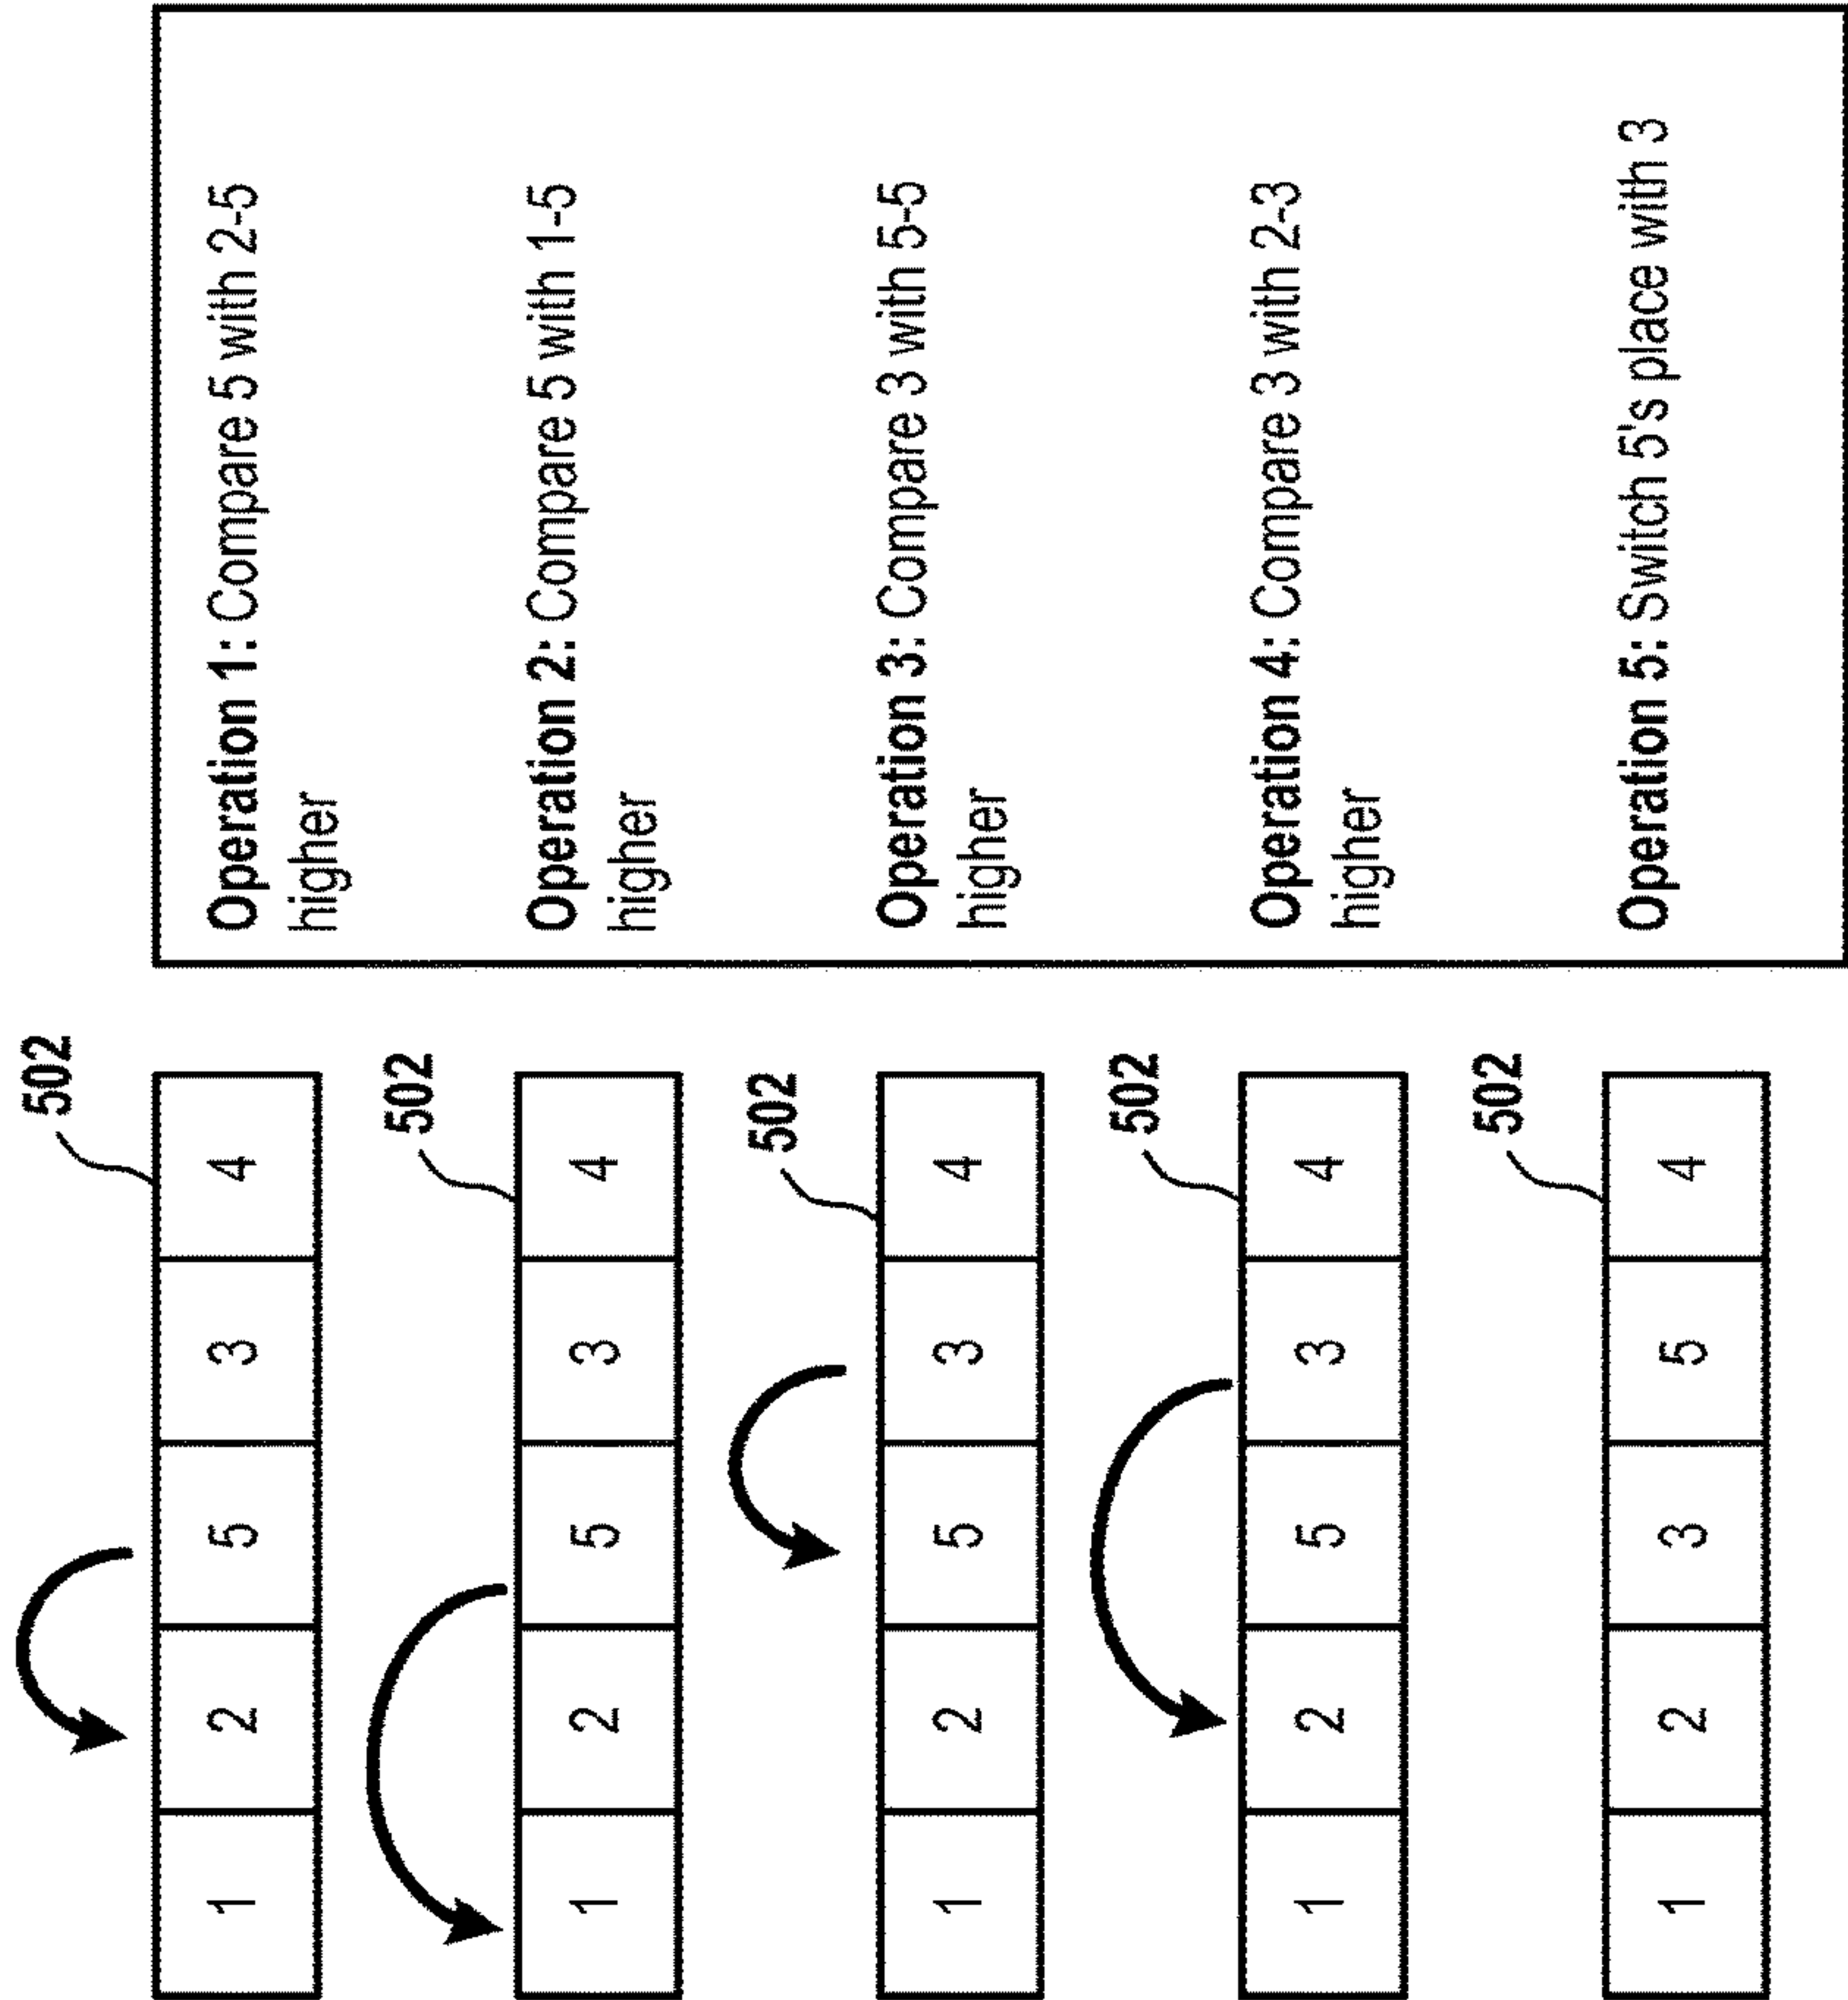 502
1 2 5 3 4
502
1 2 5 3 4
502
1 2 5 3 4
502
1 2 5 3 4
502
1 2 3 5 4
Operation 1: Compare 5 with 2-5
higher
Operation 2: Compare 5 with 1-5
higher
Operation 3: Compare 3 with 5-5
higher
Operation 4: Compare 3 with 2-3
higher
Operation 5: Switch 5's place with 3